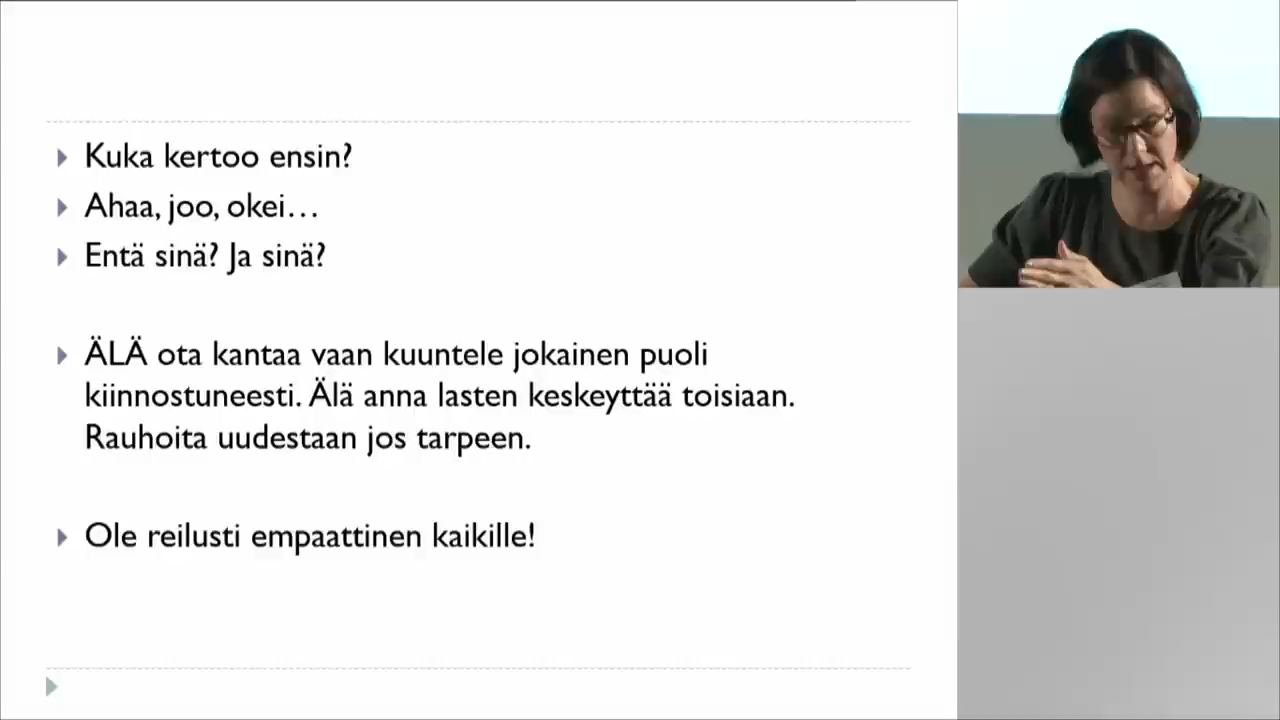 Kuka kertoo ensin?
Ahaa, joo, okei…
Entä sinä? Ja sinä?
ÄLÄ ota kantaa vaan kuuntele jokainen puoli
kiinnostuneesti. Älä anna lasten keskeyttää toisiaan.
Rauhoita uudestaan jos tarpeen.
Ole reilusti empaattinen kaikille!